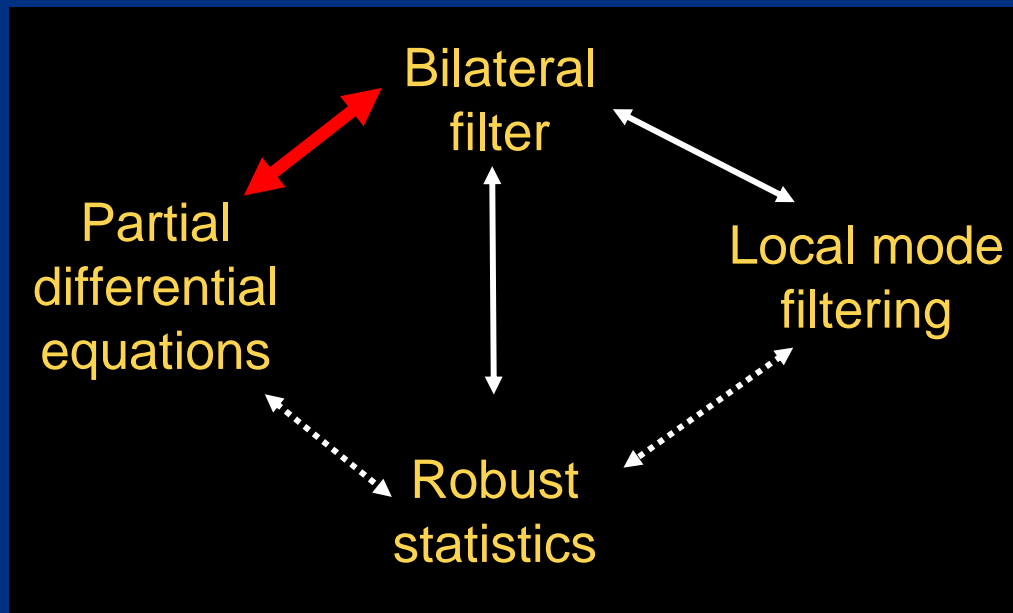 Bilateral
filter
Partial
differential
equations
Local mode
filtering
Robust
statistics